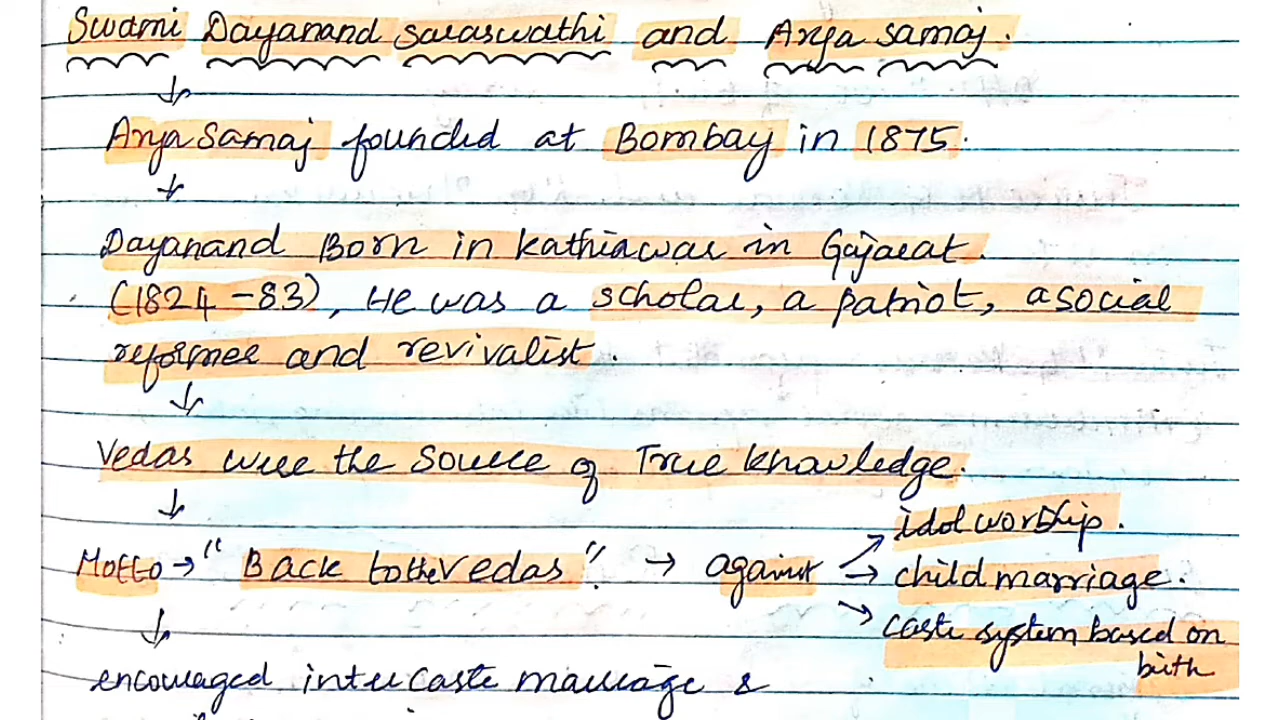 Swami Dayanand Saraswathi and Arya Samaj.
Arya Samaj founded at Bombay in 1875.
Dayanand Born in Kathiawar in Gujarat.
(1824-83), He was a scholar, a patriot, a social
reformer and revivalist.
Vedas were the Source of True knowledge.
Motto → "Back to the Vedas". → against → idol worship.
→ child marriage.
→ caste system based on
birth
encouraged intercaste marriage &